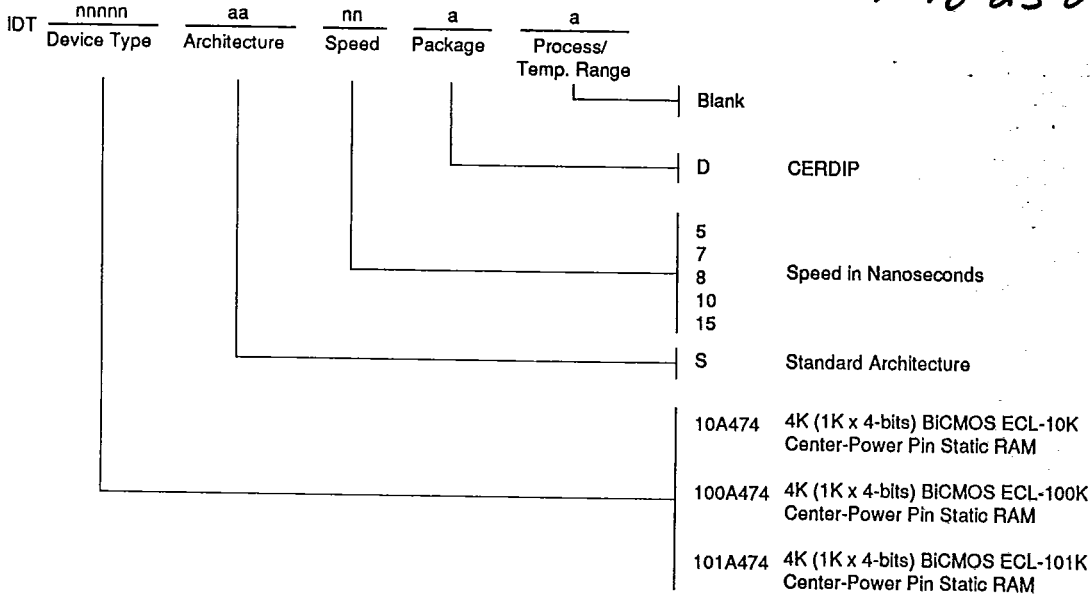 IDT nnnnn aa nn a a
Device Type Architecture Speed Package Process/
Temp. Range
Blank
D CERDIP
5
7
8 Speed in Nanoseconds
10
15
S Standard Architecture
10A474 4K (1K x 4-bits) BiCMOS ECL-10K
Center-Power Pin Static RAM
100A474 4K (1K x 4-bits) BiCMOS ECL-100K
Center-Power Pin Static RAM
101A474 4K (1K x 4-bits) BiCMOS ECL-101K
Center-Power Pin Static RAM